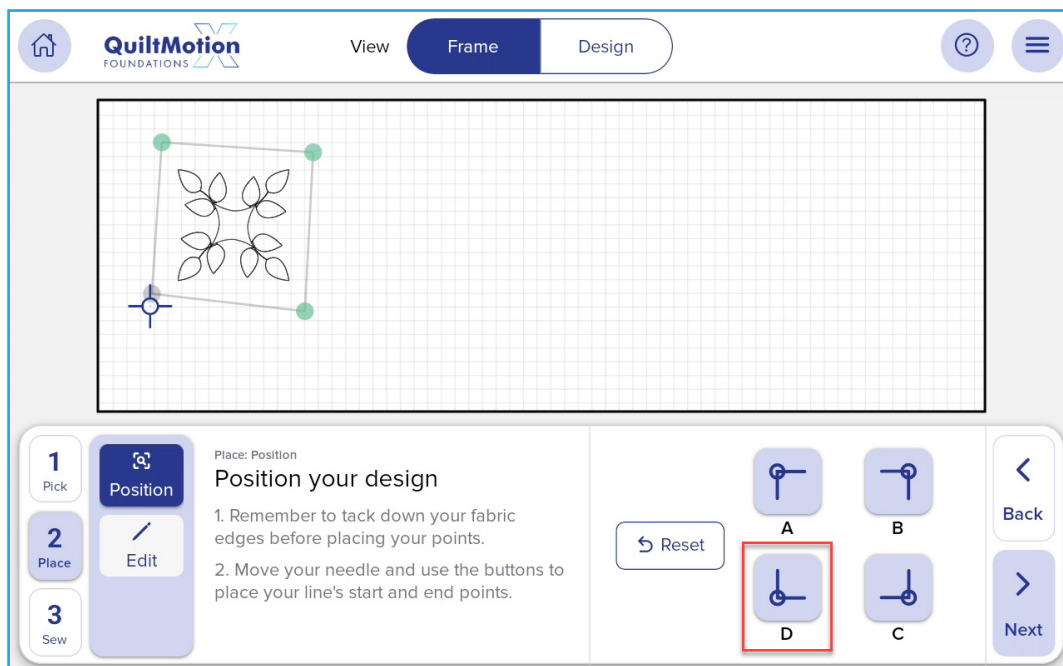 QuiltMotion
FOUNDATIONS
View
Frame
Design
?
1
Pick
2
Place
3
Sew
Position
Edit
Place: Position
Position your design
1. Remember to tack down your fabric
edges before placing your points.
2. Move your needle and use the buttons to
place your line's start and end points.
Reset
A
B
D
C
Back
Next